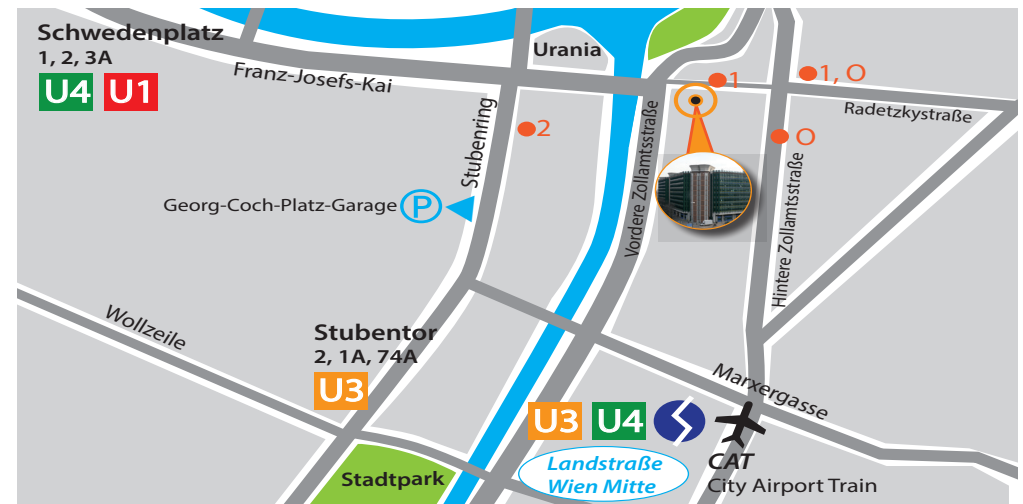 Schwedenplatz
1, 2, 3A
U4 U1
Franz-Josefs-Kai
Urania
1
1, O
Radetzkystraße
2
O
Stubenring
Vordere Zollamtsstraße
Hintere Zollamtsstraße
Georg-Coch-Platz-Garage P
Wollzeile
Stubentor
2, 1A, 74A
U3
Marxergasse
U3 U4
Landstraße
Wien Mitte
CAT
City Airport Train
Stadtpark